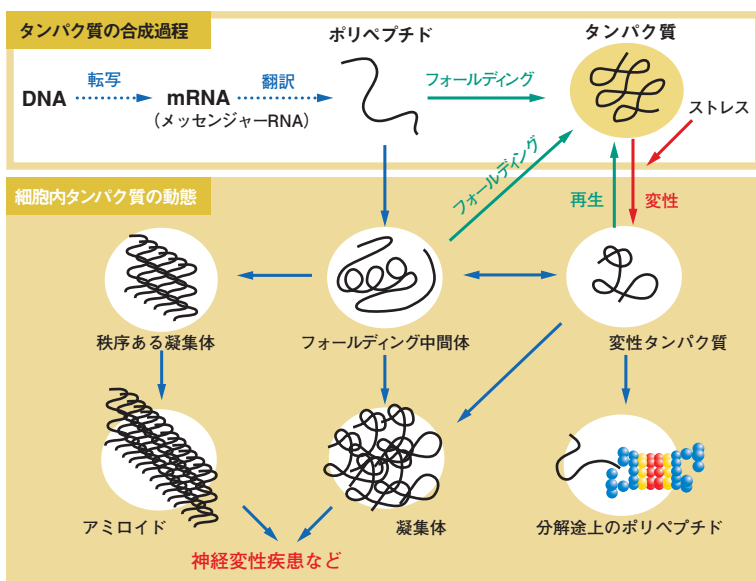 タンパク質の合成過程
ポリペプチド
タンパク質
DNA
転写
mRNA
(メッセンジャーRNA)
翻訳
フォールディング
ストレス
フォールディング
再生
変性
細胞内タンパク質の動態
秩序ある凝集体
フォールディング中間体
変性タンパク質
アミロイド
凝集体
分解途上のポリペプチド
神経変性疾患など